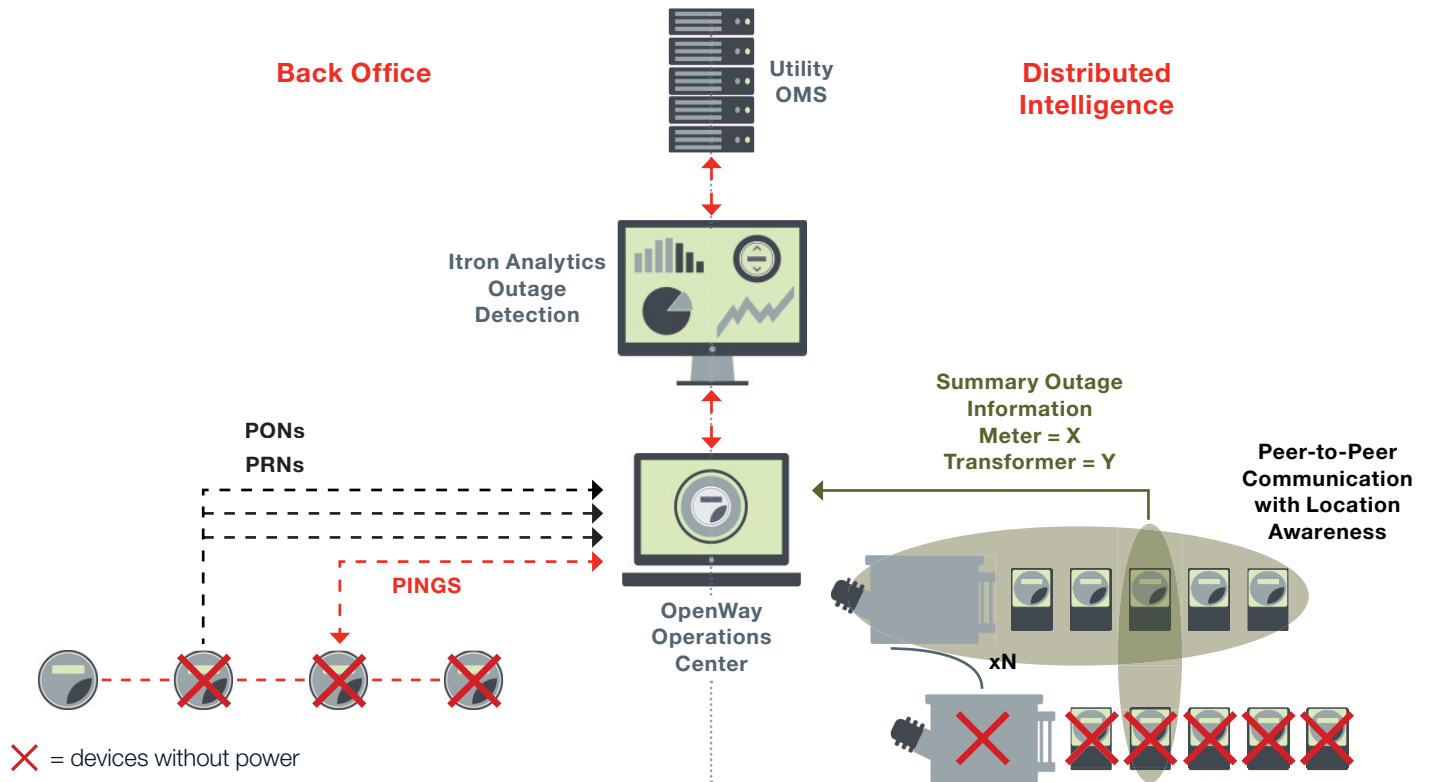 Back Office
Utility
OMS
Distributed
Intelligence
Itron Analytics
Outage
Detection
Summary Outage
Information
Meter = X
Transformer = Y
PONs
PRNs
Peer-to-Peer
Communication
with Location
Awareness
PINGS
OpenWay
Operations
Center
xN
= devices without power